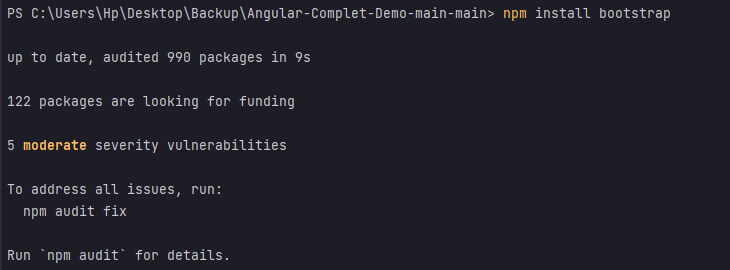 PS C:\Users\Hp\Desktop\Backup\Angular-Complet-Demo-main-main> npm install bootstrap
up to date, audited 990 packages in 9s
122 packages are looking for funding
5 moderate severity vulnerabilities
To address all issues, run:
  npm audit fix
Run `npm audit` for details.